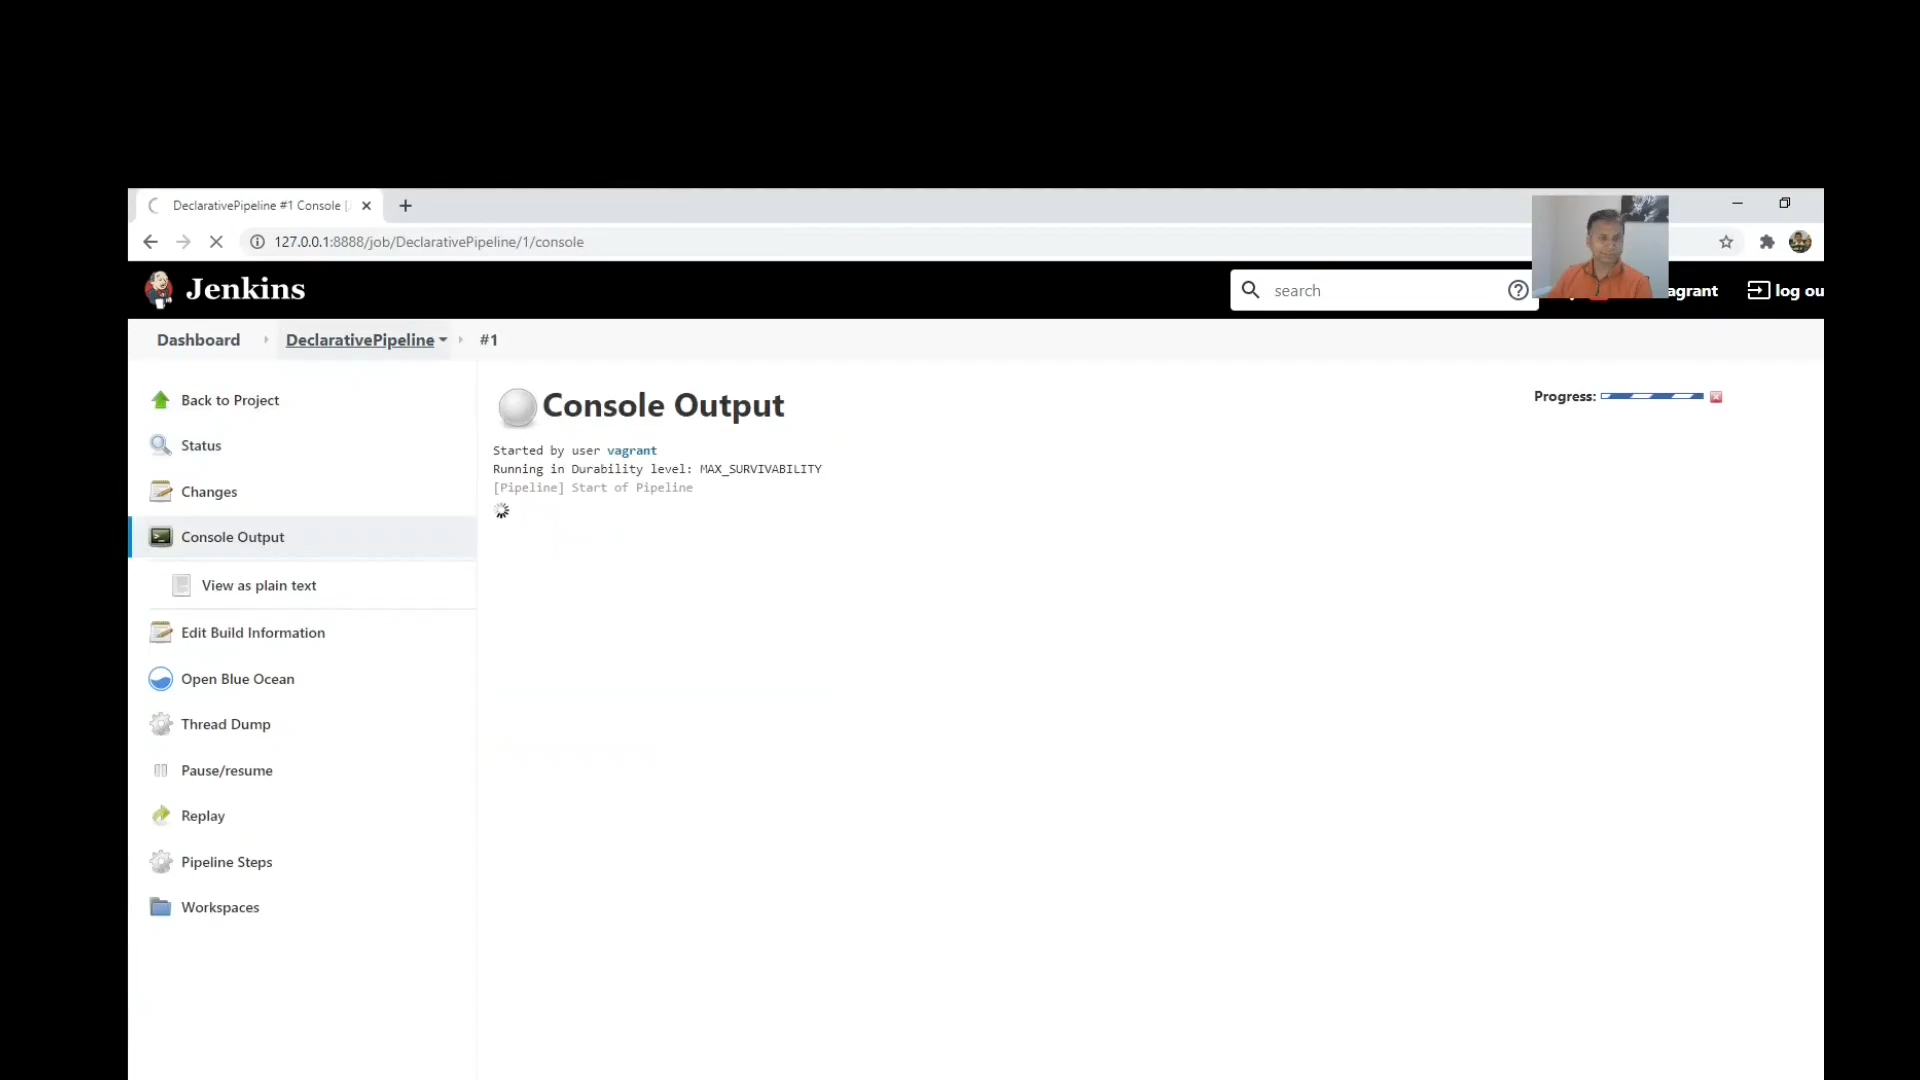 DeclarativePipeline #1 Console [
127.0.0.1:8888/job/DeclarativePipeline/1/console
Jenkins
search
agrant
log ou
Dashboard
DeclarativePipeline
#1
Back to Project
Status
Changes
Console Output
View as plain text
Edit Build Information
Open Blue Ocean
Thread Dump
Pause/resume
Replay
Pipeline Steps
Workspaces
Console Output
Progress:
Started by user vagrant
Running in Durability level: MAX_SURVIVABILITY
[Pipeline] Start of Pipeline